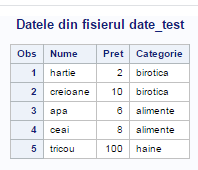 Datele din fisierul date_test
Obs Nume Pret Categorie
1 hartie 2 birotica
2 creioane 10 birotica
3 apa 6 alimente
4 ceai 8 alimente
5 tricou 100 haine